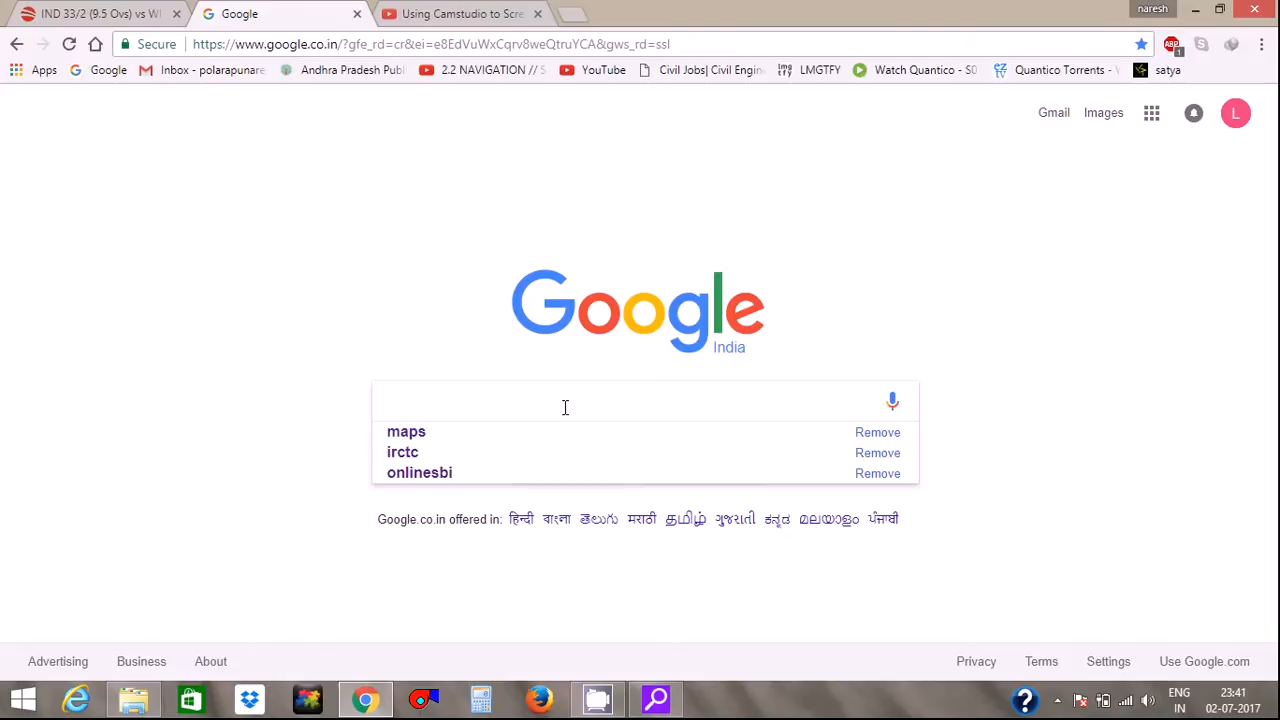 IND 33/2 (9.5 Ovs) vs WI
Google
Using Camstudio to Scre
naresh
Secure
https://www.google.co.in/?gfe_rd=cr&ei=e8EdWuWxCqrv8weQtruYCA&gws_rd=ssl
ABP
1
Apps
Google
Inbox - polarapunare
Andhra Pradesh Publ
2.2 NAVIGATION // S
YouTube
Civil Jobs|Civil Engin
LMGTFY
Watch Quantico - S0
Quantico Torrents -
satya
Gmail
Images
L
Google
India
maps
Remove
irctc
Remove
onlinesbi
Remove
Google.co.in offered in:
हिन्दी বাংলা తెలుగు मराठी தமிழ் ગુજરાતી ಕನ್ನಡ മലയാളം ਪੰਜਾਬੀ
Advertising
Business
About
Privacy
Terms
Settings
Use Google.com
ENG
IN
23:41
02-07-2017